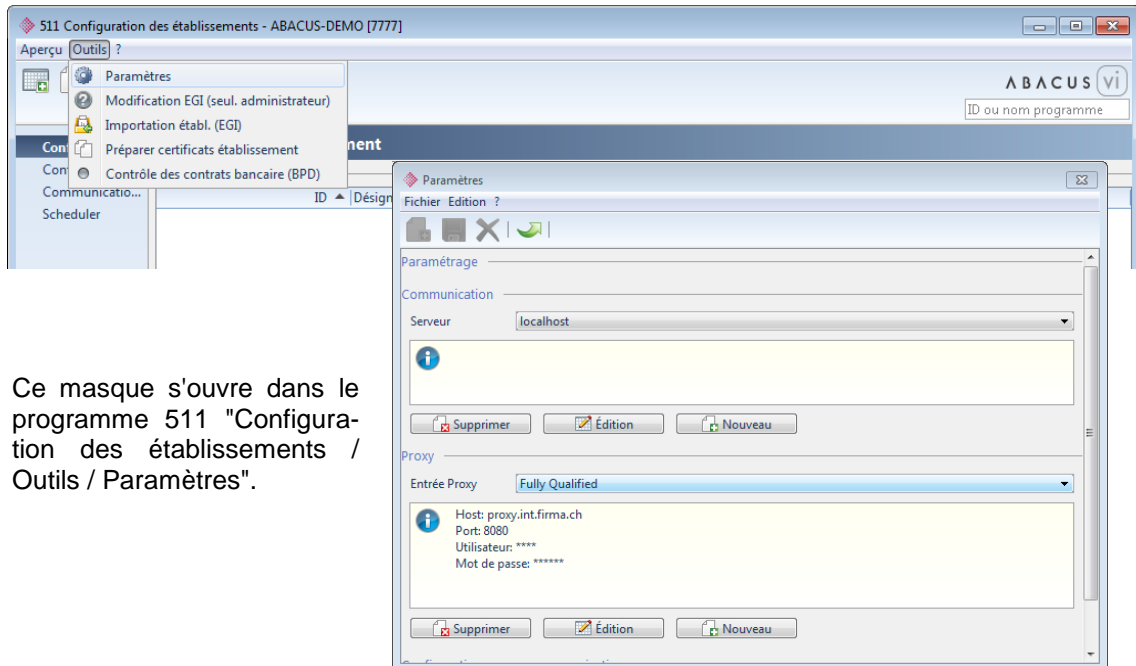 511 Configuration des établissements - ABACUS-DEMO [7777]
Aperçu Outils ?
Paramètres
Modification EGI (seul. administrateur)
Importation établ. (EGI)
Préparer certificats établissement
Contrôle des contrats bancaire (BPD)
ABACUS vi
ID ou nom programme
Communicatio...
Scheduler
ID Désign
Paramètres
Fichier Edition ?
Paramétrage
Communication
Serveur localhost
Supprimer Édition Nouveau
Proxy
Entrée Proxy Fully Qualified
Host: proxy.int.firma.ch
Port: 8080
Utilisateur: ****
Mot de passe: ******
Supprimer Édition Nouveau
Ce masque s'ouvre dans le
programme 511 "Configura-
tion des établissements /
Outils / Paramètres".